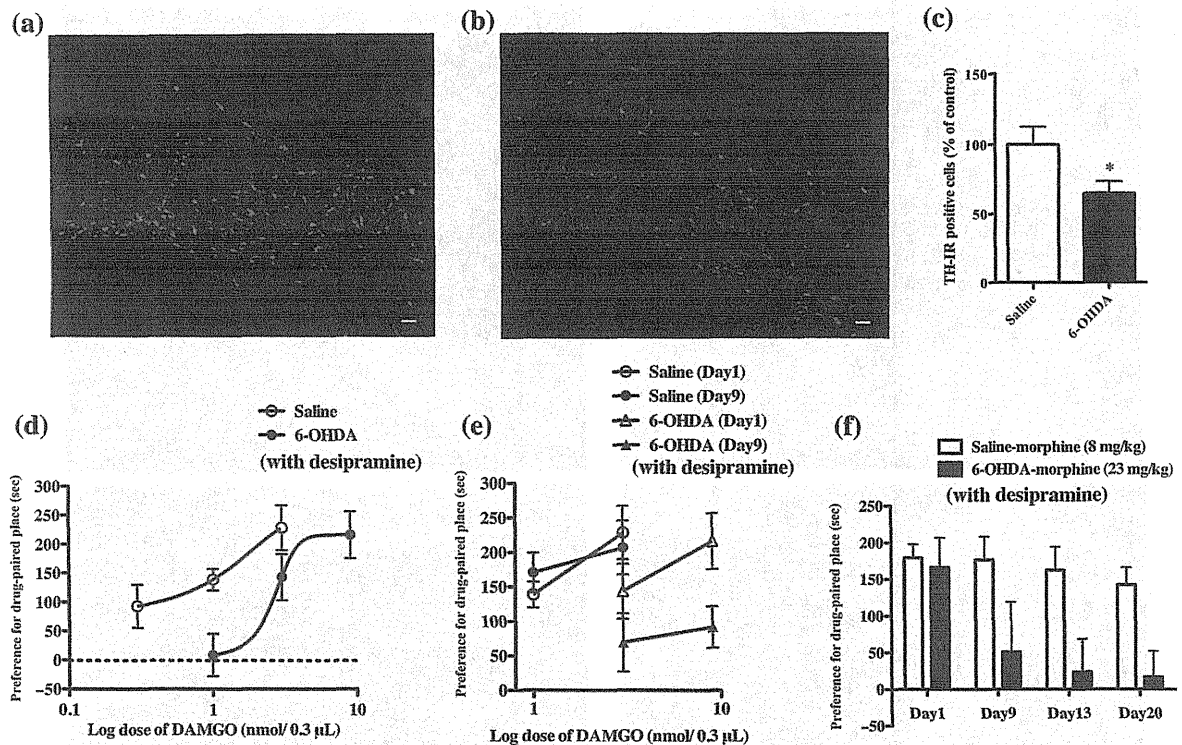 (a)
(b)
(c)
TH-IR positive cells (% of control)
150
100
50
0
*
Saline
6-OHDA
(d)
Saline
6-OHDA
(with desipramine)
Preference for drug-paired place (sec)
300
250
200
150
100
50
0
−50
0.1
1
10
Log dose of DAMGO (nmol/ 0.3 µL)
(e)
Saline (Day1)
Saline (Day9)
6-OHDA (Day1)
6-OHDA (Day9)
(with desipramine)
Preference for drug-paired place (sec)
300
250
200
150
100
50
0
1
10
Log dose of DAMGO (nmol/ 0.3 µL)
(f)
Saline-morphine (8 mg/kg)
6-OHDA-morphine (23 mg/kg)
(with desipramine)
Preference for drug-paired place (sec)
250
200
150
100
50
0
50
Day1
Day9
Day13
Day20